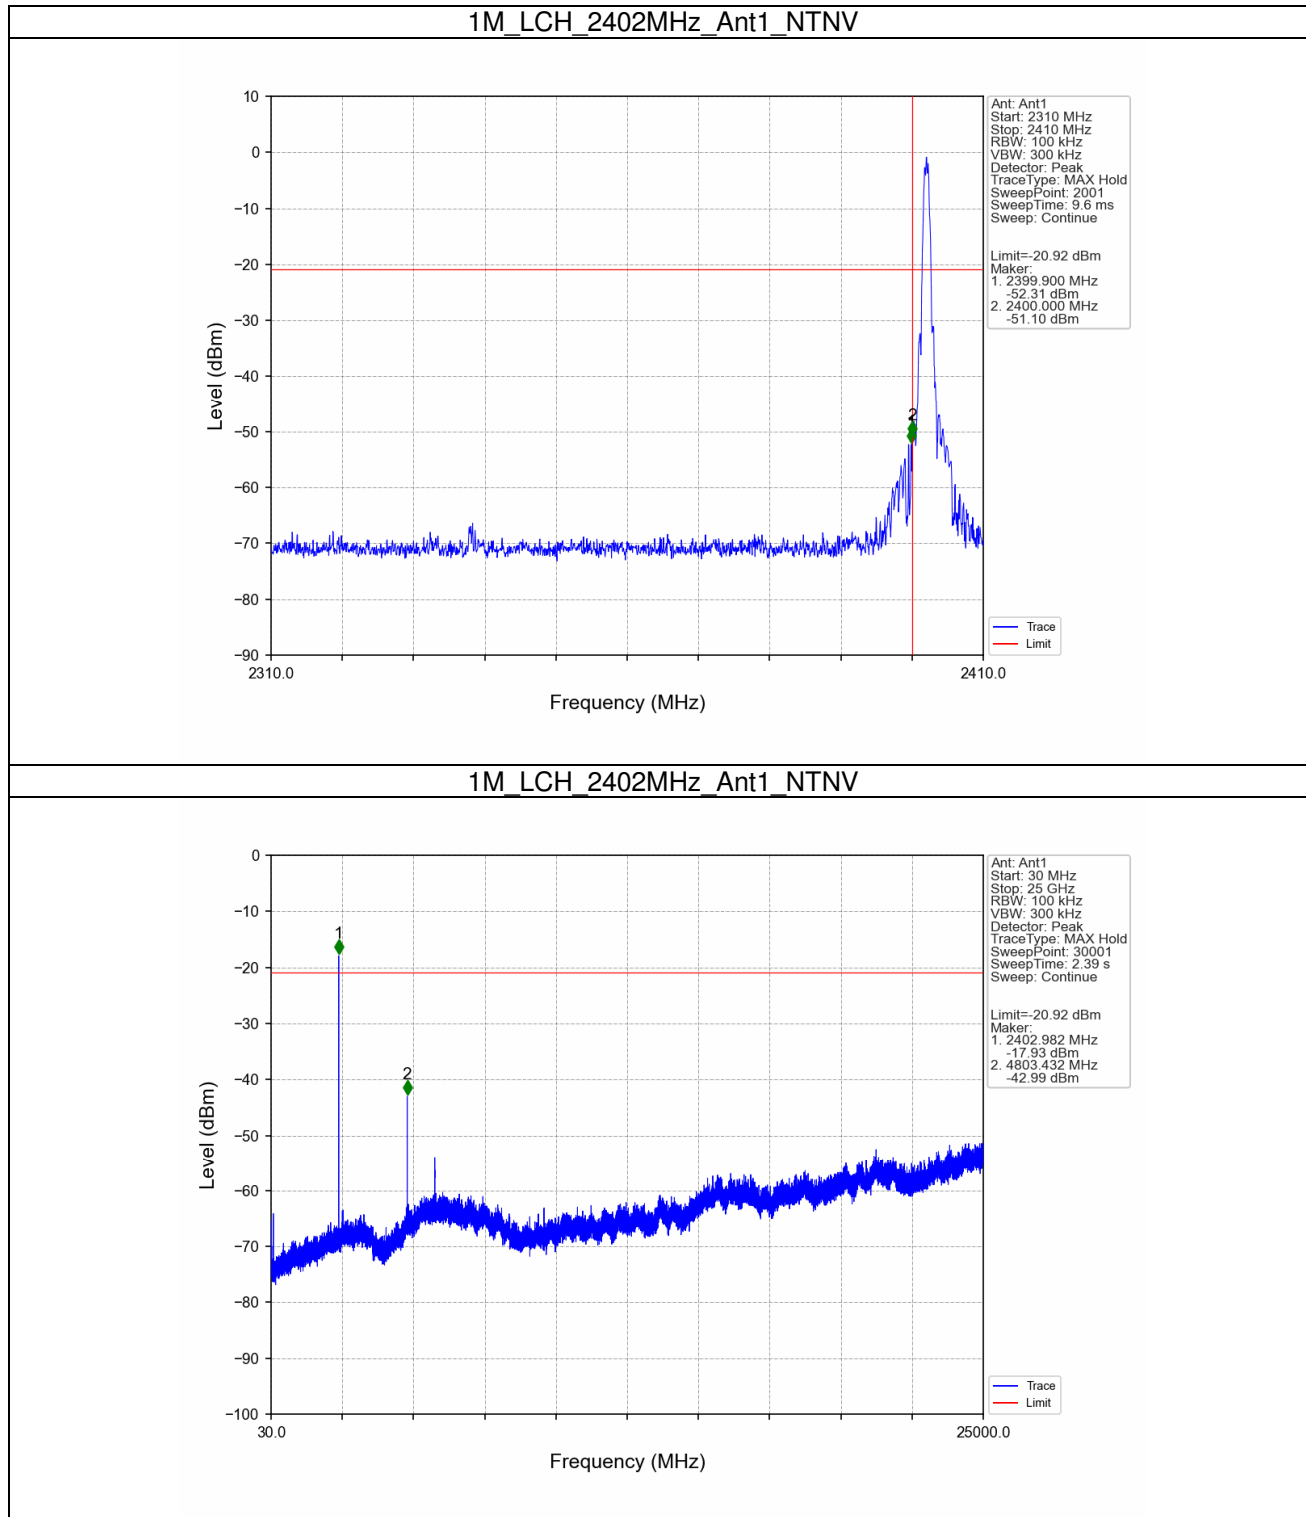 1M_LCH_2402MHz_Ant1_NTNV
10
0
−10
−20
−30
−40
−50
−60
−70
−80
−90
Level (dBm)
2
2310.0
2410.0
Frequency (MHz)
Ant: Ant1
Start: 2310 MHz
Stop: 2410 MHz
RBW: 100 kHz
VBW: 300 kHz
Detector: Peak
TraceType: MAX Hold
SweepPoint: 2001
SweepTime: 9.6 ms
Sweep: Continue
Limit=-20.92 dBm
Maker:
1. 2399.900 MHz
-52.31 dBm
2. 2400.000 MHz
-51.10 dBm
Trace
Limit
1M_LCH_2402MHz_Ant1_NTNV
0
−10
−20
−30
−40
−50
−60
−70
−80
−90
−100
Level (dBm)
1
2
30.0
25000.0
Frequency (MHz)
Ant: Ant1
Start: 30 MHz
Stop: 25 GHz
RBW: 100 kHz
VBW: 300 kHz
Detector: Peak
TraceType: MAX Hold
SweepPoint: 30001
SweepTime: 2.39 s
Sweep: Continue
Limit=-20.92 dBm
Maker:
1. 2402.982 MHz
-17.93 dBm
2. 4803.432 MHz
-42.99 dBm
Trace
Limit